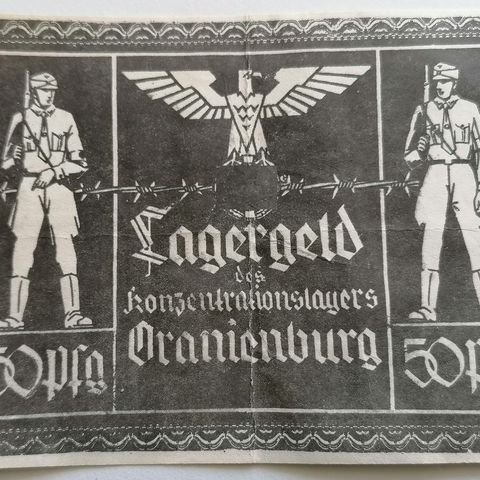 Lagergeld
des
Konzentrationslagers
Oranienburg
50 Pfg
50 P